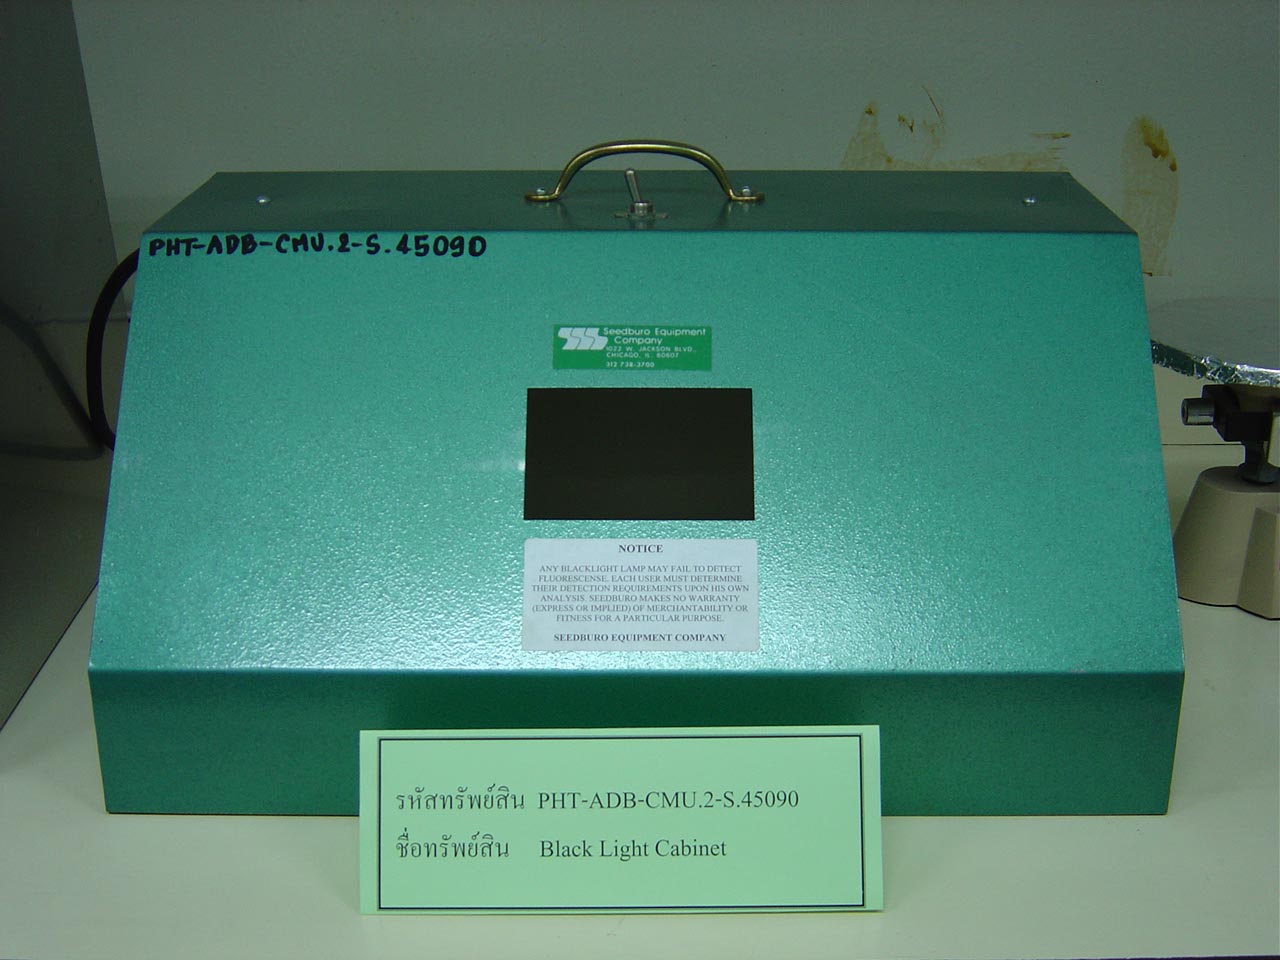 PHT-ADB-CMU.2-S.45090
Seedburo Equipment
Company
1022 W. JACKSON BLVD.,
CHICAGO, IL. 60607
312 738-3700
NOTICE
ANY BLACKLIGHT LAMP MAY FAIL TO DETECT
FLUORESCENSE. EACH USER MUST DETERMINE
THEIR DETECTION REQUIREMENTS UPON HIS OWN
ANALYSIS. SEEDBURO MAKES NO WARRANTY
(EXPRESS OR IMPLIED) OF MERCHANTABILITY OR
FITNESS FOR A PARTICULAR PURPOSE.
SEEDBURO EQUIPMENT COMPANY
รหัสทรัพย์สิน PHT-ADB-CMU.2-S.45090
ชื่อทรัพย์สิน Black Light Cabinet